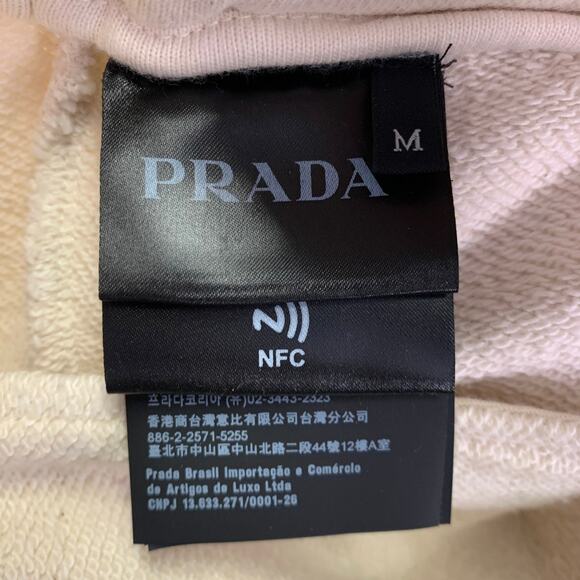 PRADA
M
NFC
프라다코리아 (유)02-3443-2323
香港商台灣意比有限公司台灣分公司
886-2-2571-5255
臺北市中山區中山北路二段44號12樓A室
Prada Brasil Importação e Comércio
de Artigos de Luxo Ltda
CNPJ 13.633.271/0001-26